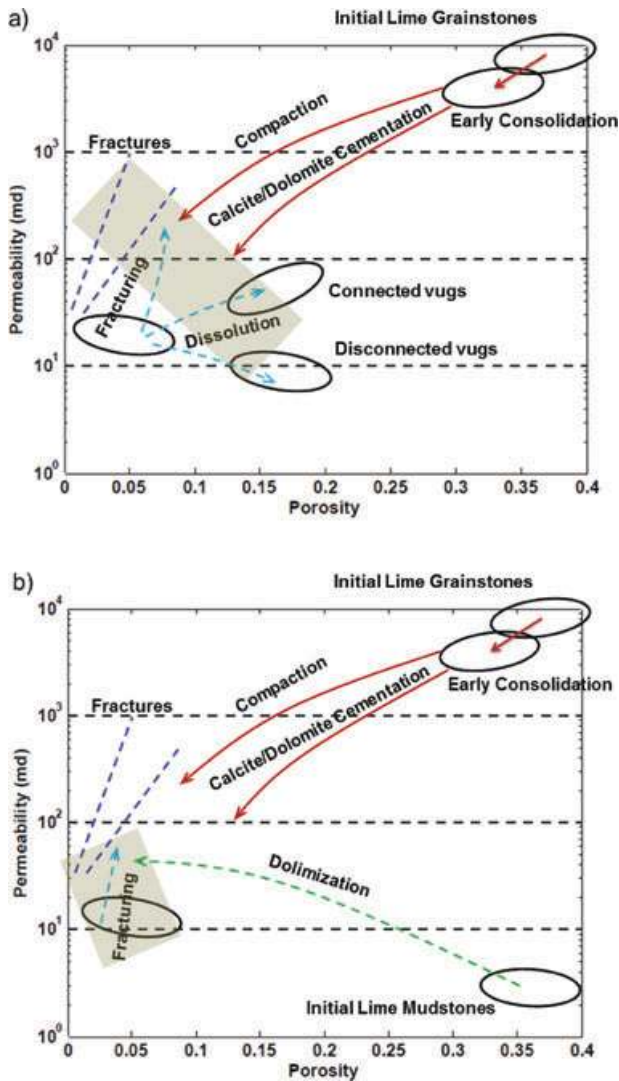 a)
Initial Lime Grainstones
10^4
Compaction
Early Consolidation
Fractures
Calcite/Dolomite Cementation
10^3
Permeability (md)
10^2
Fracturing
Connected vugs
Dissolution
Disconnected vugs
10^1
10^0
0 0.05 0.1 0.15 0.2 0.25 0.3 0.35 0.4
Porosity
b)
Initial Lime Grainstones
10^4
Compaction
Early Consolidation
Fractures
Calcite/Dolomite Cementation
10^3
Permeability (md)
10^2
Dolimization
Fracturing
10^1
Initial Lime Mudstones
10^0
0 0.05 0.1 0.15 0.2 0.25 0.3 0.35 0.4
Porosity